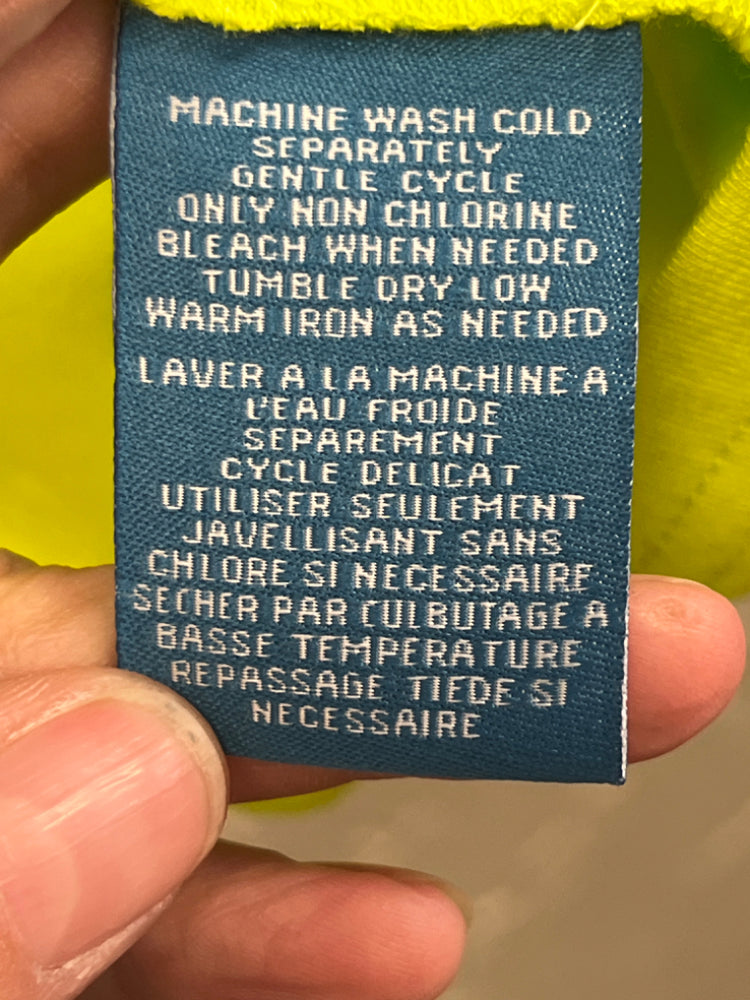 MACHINE WASH COLD
SEPARATELY
GENTLE CYCLE
ONLY NON CHLORINE
BLEACH WHEN NEEDED
TUMBLE DRY LOW
WARM IRON AS NEEDED
LAVER A LA MACHINE A
L'EAU FROIDE
SEPAREMENT
CYCLE DELICAT
UTILISER SEULEMENT
JAVELLISANT SANS
CHLORE SI NECESSAIRE
SECHER PAR CULBUTAGE A
BASSE TEMPERATURE
REPASSAGE TIEDE SI
NECESSAIRE